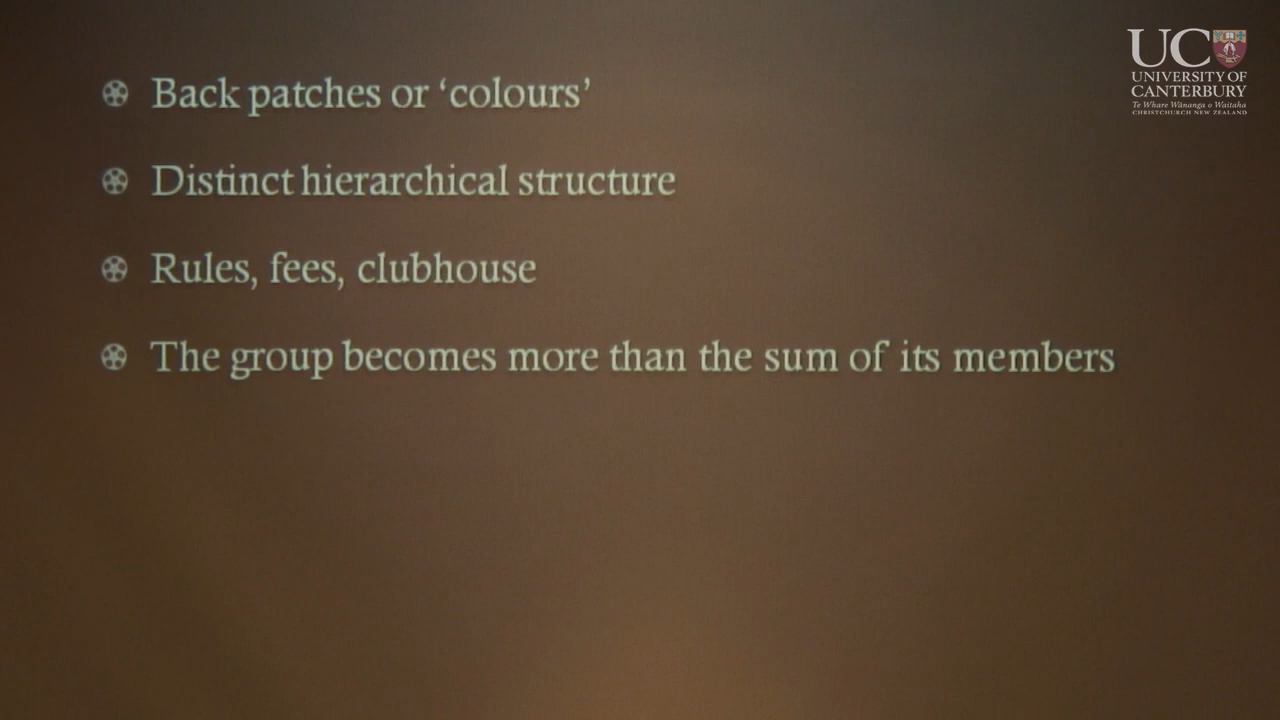 Back patches or ‘colours’
Distinct hierarchical structure
Rules, fees, clubhouse
The group becomes more than the sum of its members
UC
UNIVERSITY OF
CANTERBURY
Te Whare Wānanga o Waitaha
CHRISTCHURCH NEW ZEALAND